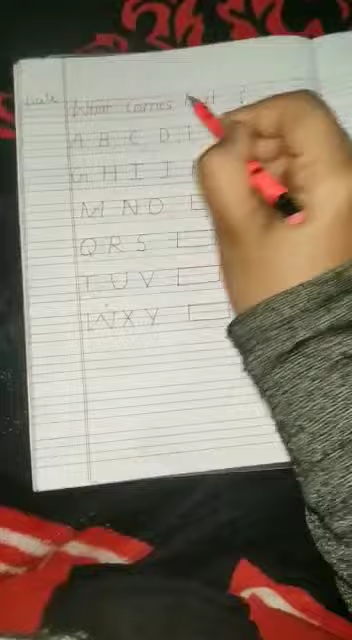 Date What comes Next ?
A B C D
G H I J
M N O
Q R S
T U V
W X Y